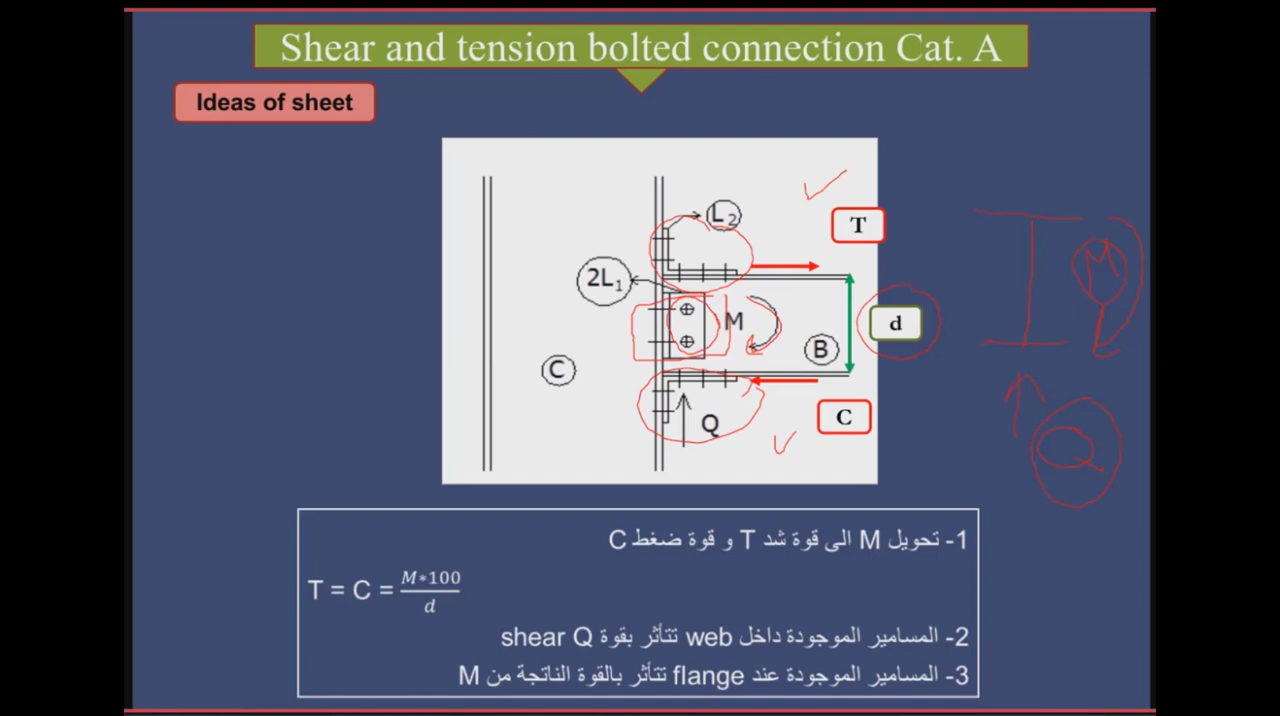 Shear and tension bolted connection Cat. A
Ideas of sheet
L2
T
2L1
M
d
B
C
Q
C
M
Q
1- تحويل M الى قوة شد T و قوة ضغط C
T = C = M*100/d
2- المسامير الموجودة داخل web تتأثر بقوة shear Q
3- المسامير الموجودة عند flange تتأثر بالقوة الناتجة من M